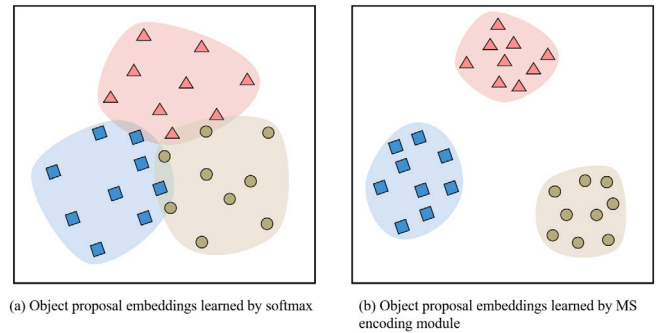 (a) Object proposal embeddings learned by softmax
(b) Object proposal embeddings learned by MS
encoding module